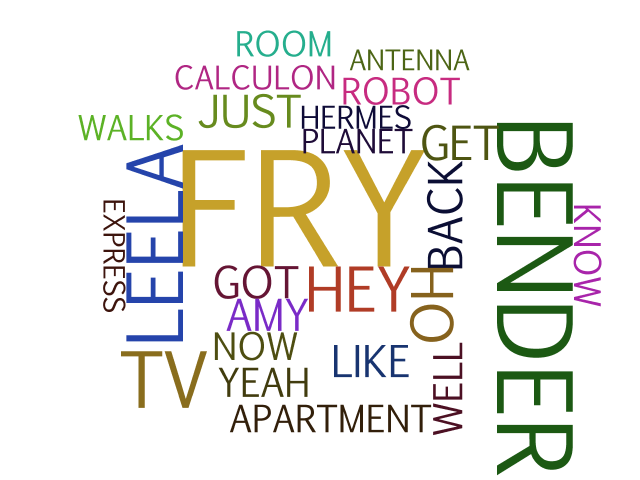 ROOM
ANTENNA
CALCULON
ROBOT
JUST
HERMES
WALKS
PLANET
GET
FRY
BENDER
LEELA
BACK
EXPRESS
KNOW
GOT
HEY
OH
AMY
NOW
LIKE
TV
YEAH
WELL
APARTMENT